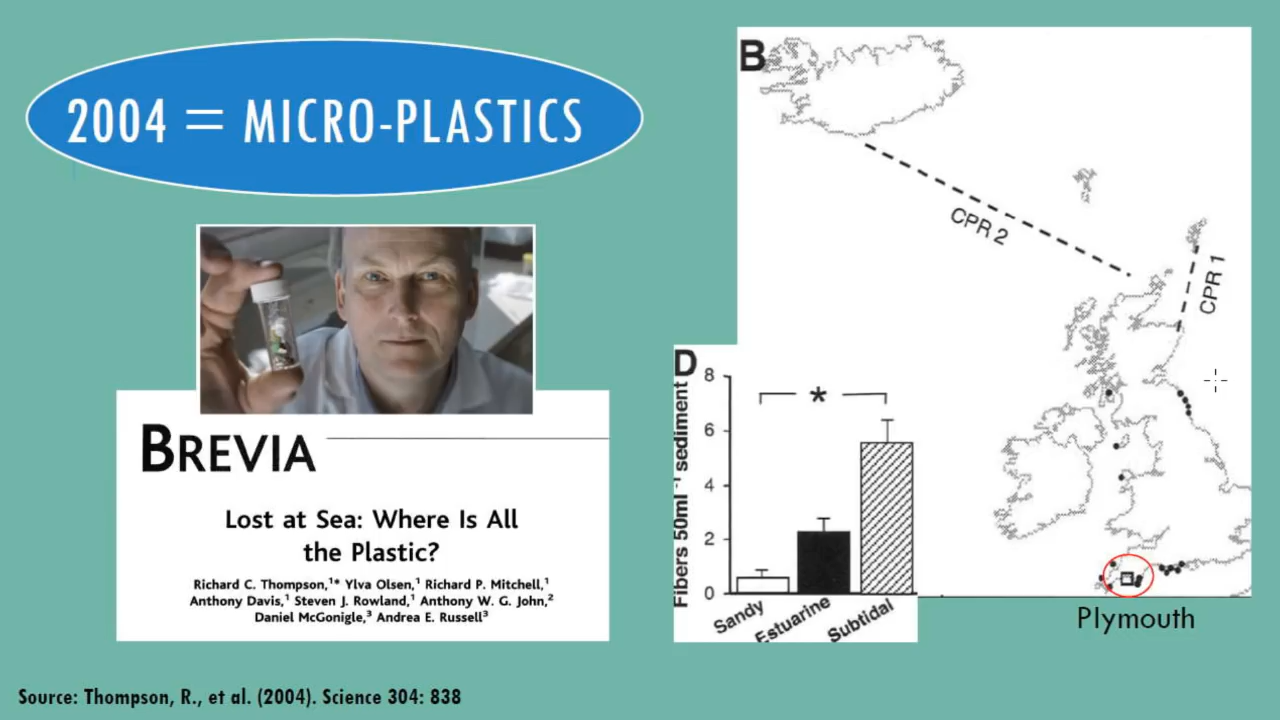 2004 = MICRO-PLASTICS
BREVIA
Lost at Sea: Where Is All
the Plastic?
Richard C. Thompson,¹* Ylva Olsen,¹ Richard P. Mitchell,¹
Anthony Davis,¹ Steven J. Rowland,¹ Anthony W. G. John,²
Daniel McGonigle,³ Andrea E. Russell³
B
CPR 2
CPR 1
Plymouth
D
Fibers 50ml⁻¹ sediment
8
6
4
2
0
*
Sandy
Estuarine
Subtidal
Source: Thompson, R., et al. (2004). Science 304: 838